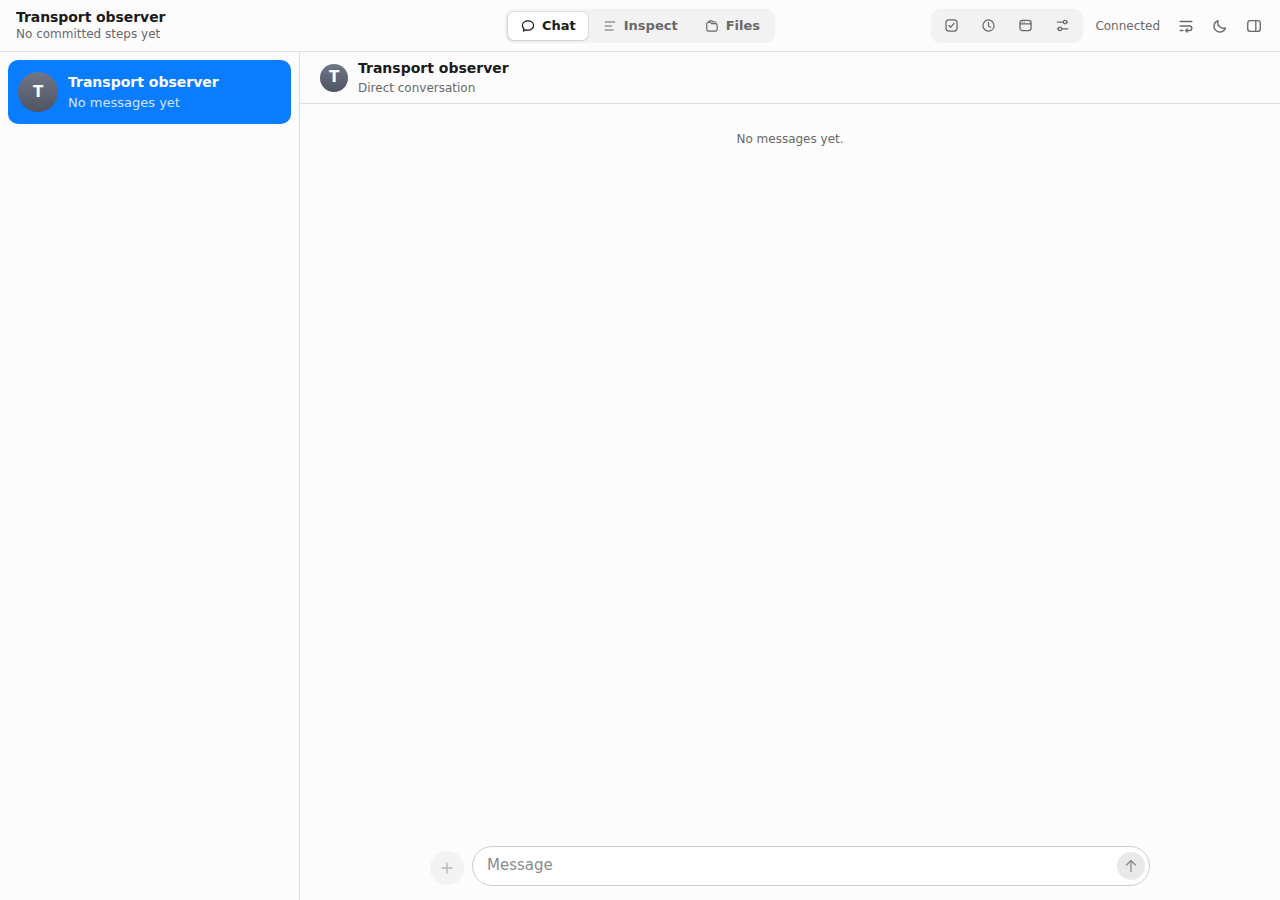 Transport observer
No committed steps yet
Chat
Inspect
Files
Connected
T
Transport observer
No messages yet
T
Transport observer
Direct conversation
No messages yet.
Message